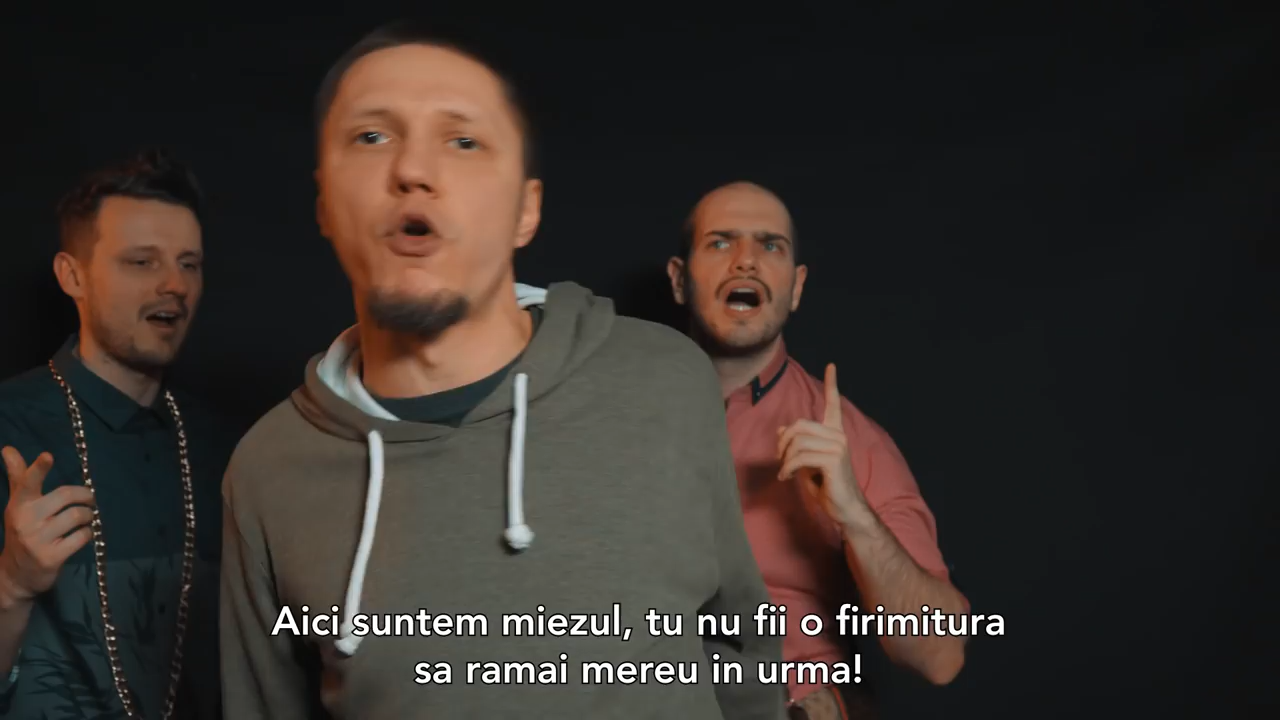 Aici suntem miezul, tu nu fii o firimitura
sa ramai mereu in urma!